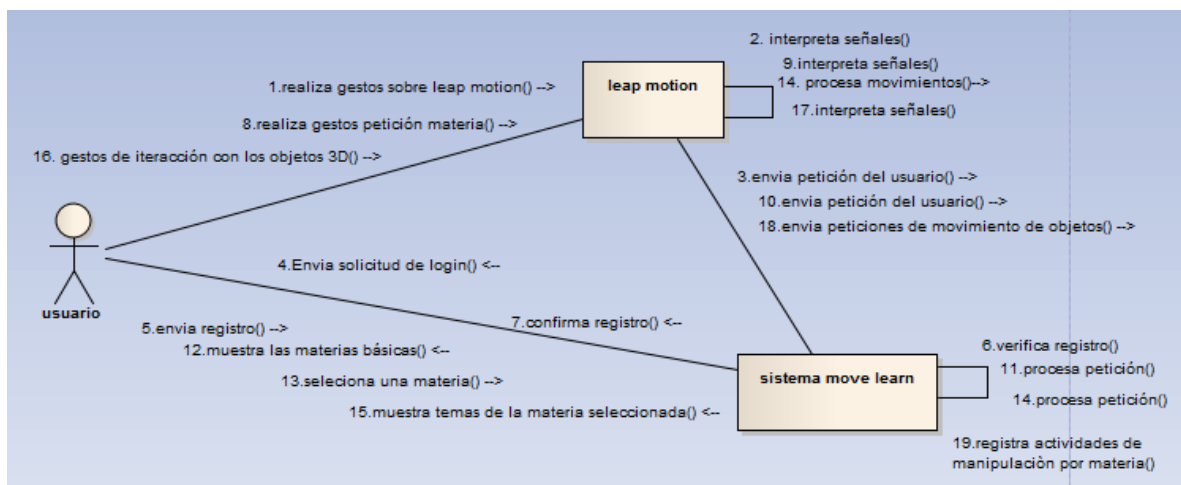 2. interpreta señales()
9.interpreta señales()
leap motion
14. procesa movimientos()-->
1.realiza gestos sobre leap motion() -->
17.interpreta señales()
8.realiza gestos petición materia() -->
16. gestos de iteracción con los objetos 3D() -->
3.envia petición del usuario() -->
10.envia petición del usuario() -->
18.envia peticiones de movimiento de objetos() -->
4.Envia solicitud de login() <--
usuario
5.envia registro() -->
7.confirma registro() <--
12.muestra las materias básicas() <--
6.verifica registro()
11.procesa petición()
sistema move learn
13.seleciona una materia() -->
14.procesa petición()
15.muestra temas de la materia seleccionada() <--
19.registra actividades de
manipulaciòn por materia()